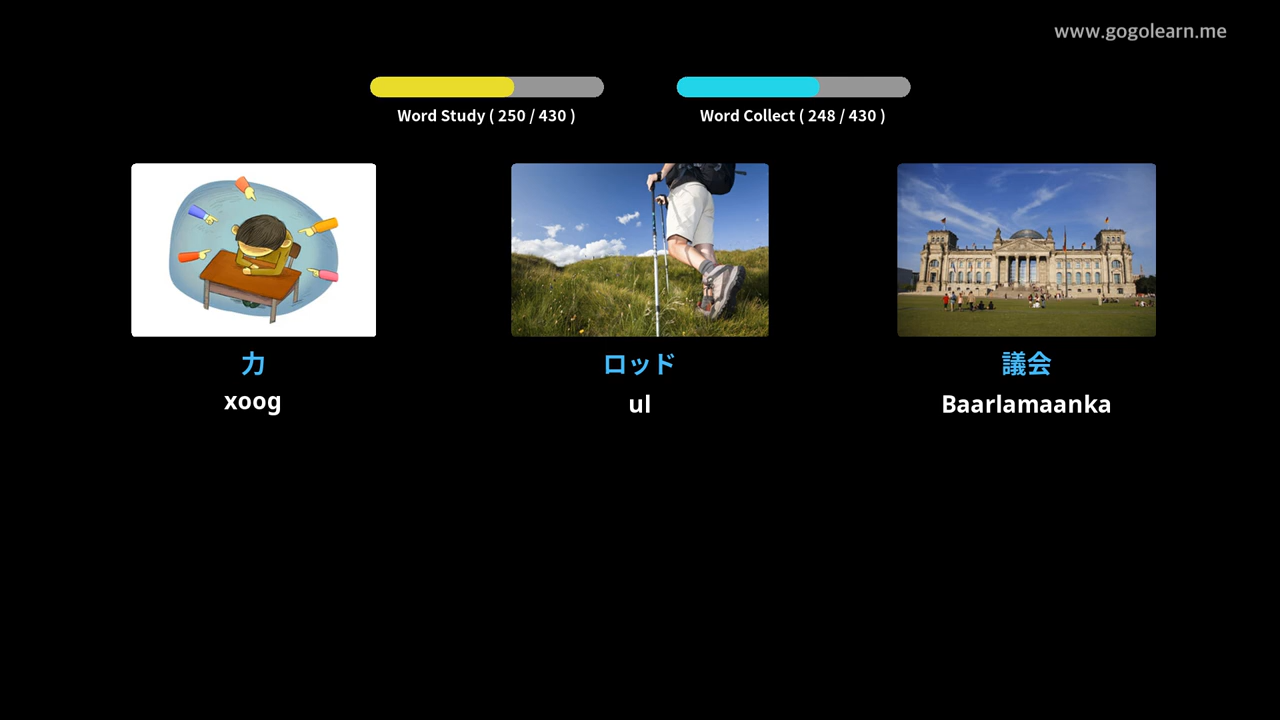 www.gogolearn.me
Word Study ( 250 / 430 )
Word Collect ( 248 / 430 )
力
xoog
ロッド
ul
議会
Baarlamaanka